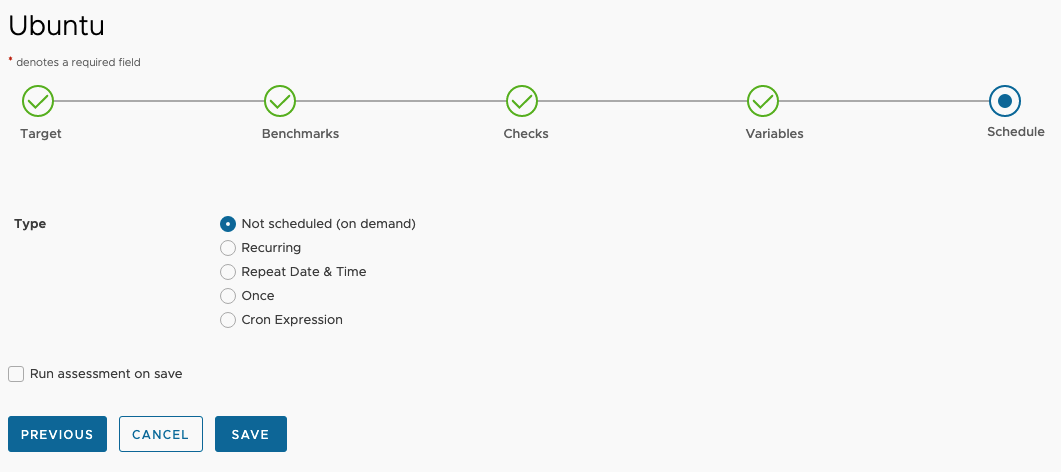 Ubuntu
* denotes a required field
Target
Benchmarks
Checks
Variables
Schedule
Type
Not scheduled (on demand)
Recurring
Repeat Date & Time
Once
Cron Expression
Run assessment on save
PREVIOUS
CANCEL
SAVE